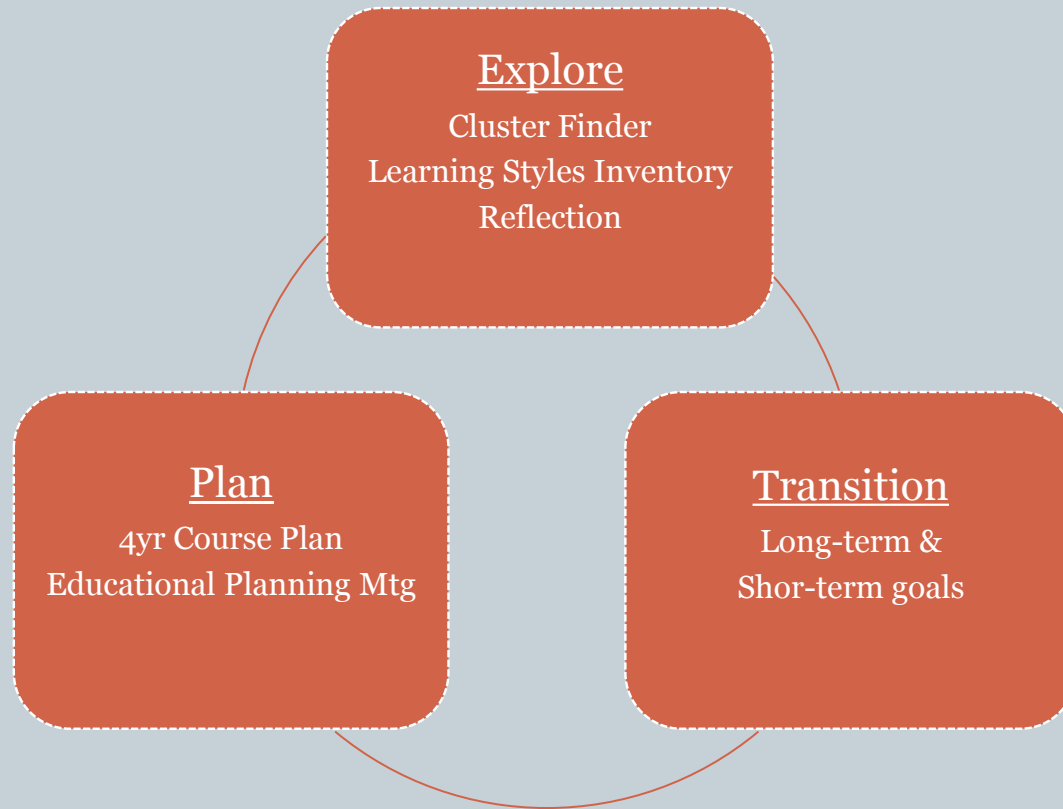 Explore
Cluster Finder
Learning Styles Inventory
Reflection
Plan
4yr Course Plan
Educational Planning Mtg
Transition
Long-term &
Shor-term goals